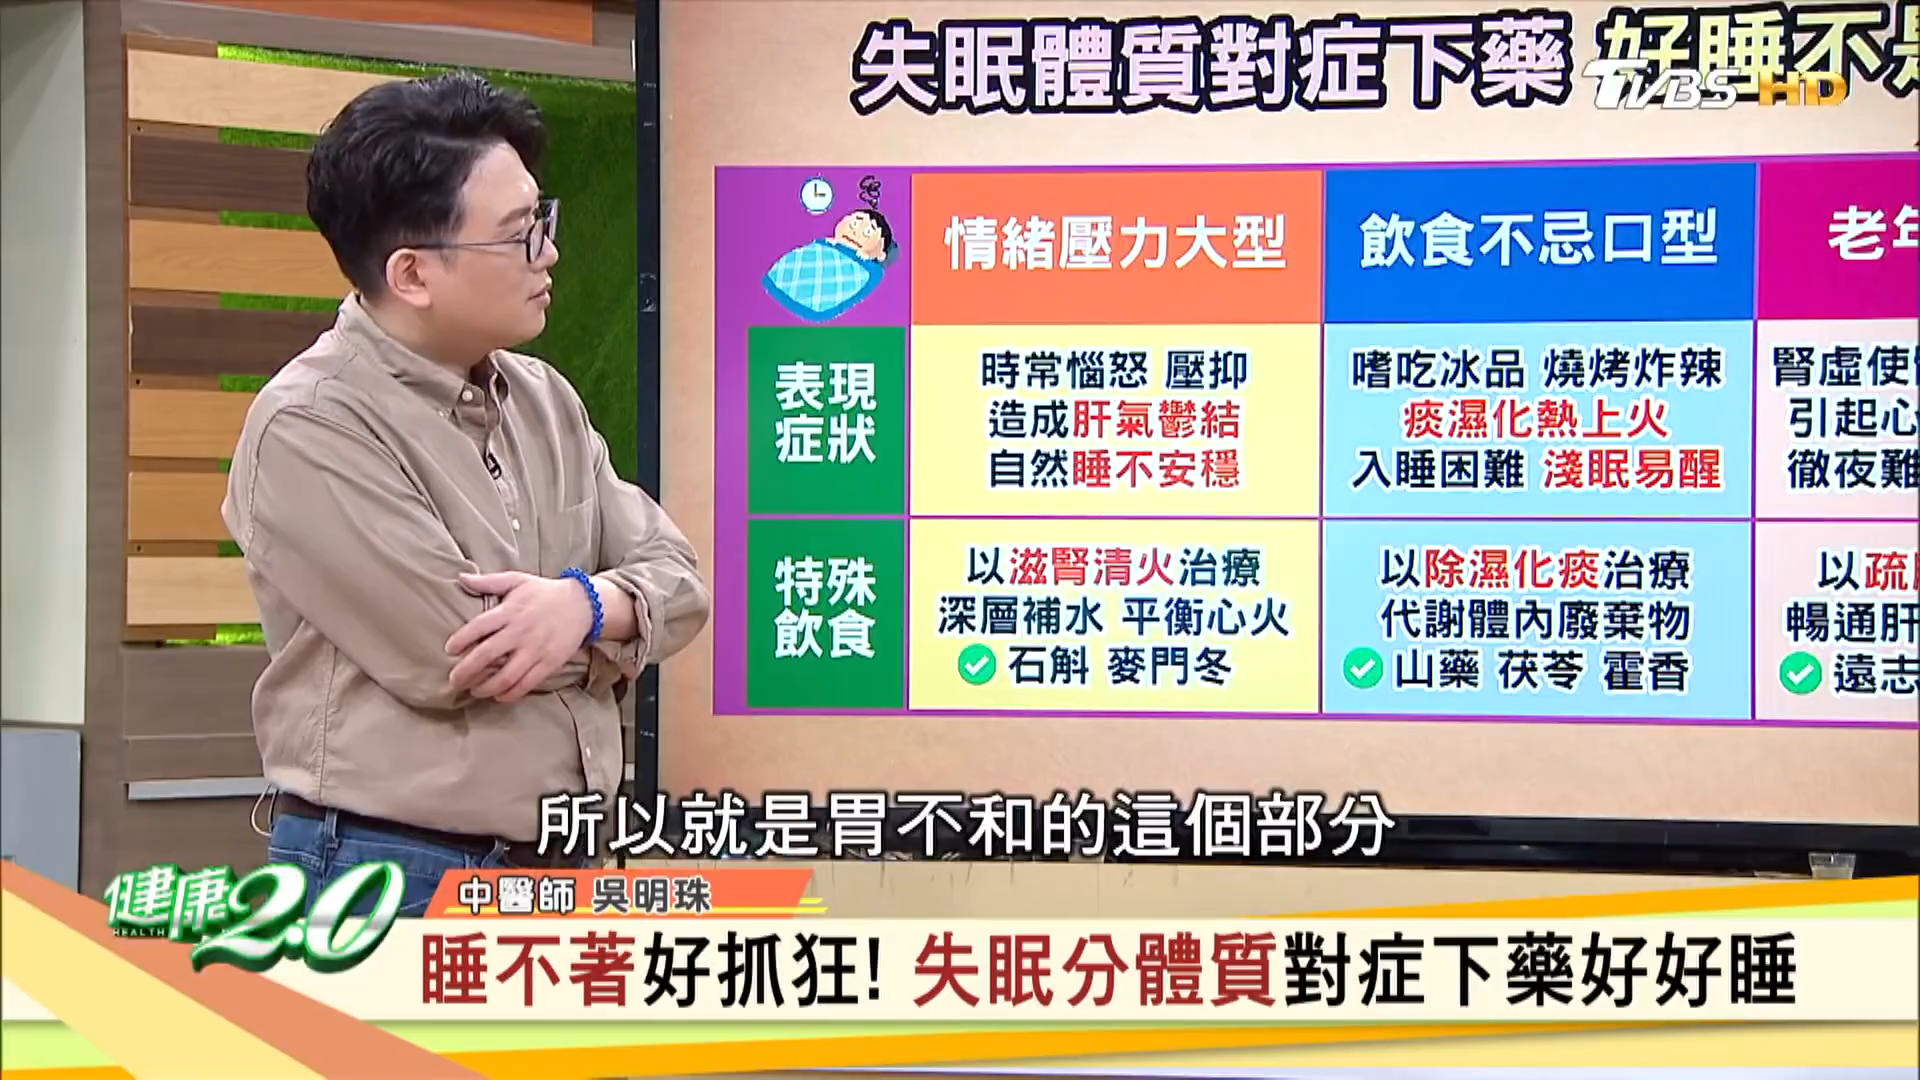 失眠體質對症下藥 好睡不是
TVBS HD
情緒壓力大型
飲食不忌口型
老年
表現
症狀
時常惱怒 壓抑
造成肝氣鬱結
自然睡不安穩
嗜吃冰品 燒烤炸辣
痰濕化熱上火
入睡困難 淺眠易醒
腎虛使
引起心
徹夜難
特殊
飲食
以滋腎清火治療
深層補水 平衡心火
石斛 麥門冬
以除濕化痰治療
代謝體內廢棄物
山藥 茯苓 霍香
以疏
暢通肝
遠志
所以就是胃不和的這個部分
健康2.0
HEALTH
中醫師 吳明珠
睡不著好抓狂! 失眠分體質對症下藥好好睡